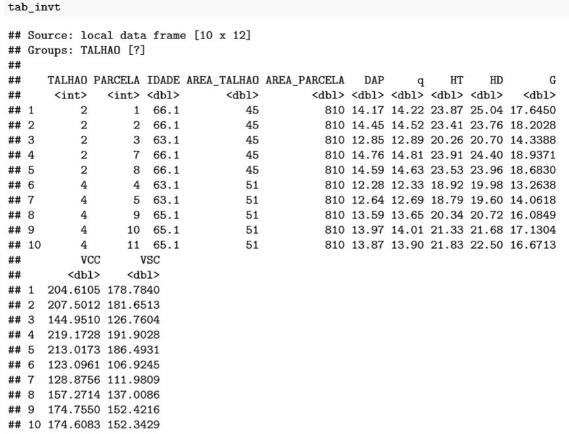 tab_invt
## Source: local data frame [10 x 12]
## Groups: TALHAO [?]
##
##    TALHAO PARCELA IDADE AREA_TALHAO AREA_PARCELA   DAP     q    HT    HD       G
##     <int>   <int> <dbl>       <dbl>        <dbl> <dbl> <dbl> <dbl> <dbl>   <dbl>
## 1       2       1  66.1          45          810 14.17 14.22 23.87 25.04 17.6450
## 2       2       2  66.1          45          810 14.45 14.52 23.41 23.76 18.2028
## 3       2       3  63.1          45          810 12.85 12.89 20.26 20.70 14.3388
## 4       2       7  66.1          45          810 14.76 14.81 23.91 24.40 18.9371
## 5       2       8  66.1          45          810 14.59 14.63 23.53 23.96 18.6830
## 6       4       4  63.1          51          810 12.28 12.33 18.92 19.98 13.2638
## 7       4       5  63.1          51          810 12.64 12.69 18.79 19.60 14.0618
## 8       4       9  65.1          51          810 13.59 13.65 20.34 20.72 16.0849
## 9       4      10  65.1          51          810 13.97 14.01 21.33 21.68 17.1304
## 10      4      11  65.1          51          810 13.87 13.90 21.83 22.50 16.6713
##         VCC      VSC
##       <dbl>    <dbl>
## 1  204.6105 178.7840
## 2  207.5012 181.6513
## 3  144.9510 126.7604
## 4  219.1728 191.9028
## 5  213.0173 186.4931
## 6  123.0961 106.9245
## 7  128.8756 111.9809
## 8  157.2714 137.0086
## 9  174.7550 152.4216
## 10 174.6083 152.3429